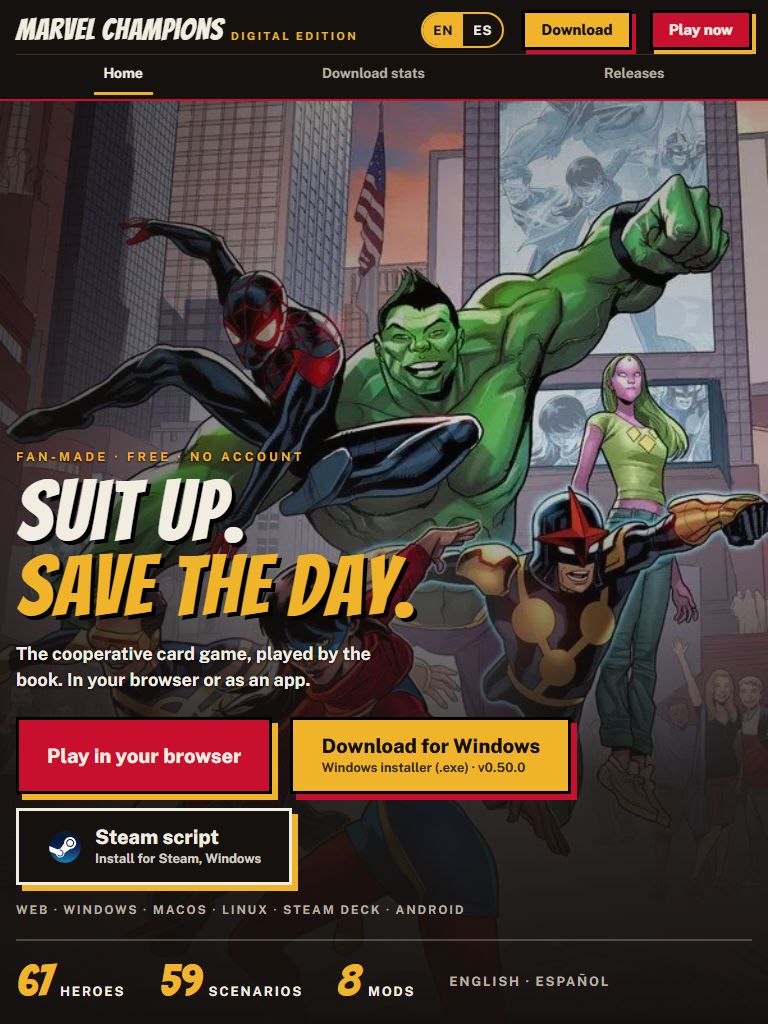 MARVEL CHAMPIONS DIGITAL EDITION
EN ES
Download
Play now
Home
Download stats
Releases
FAN-MADE · FREE · NO ACCOUNT
SUIT UP.
SAVE THE DAY.
The cooperative card game, played by the
book. In your browser or as an app.
Play in your browser
Download for Windows
Windows installer (.exe) · v0.50.0
Steam script
Install for Steam, Windows
WEB · WINDOWS · MACOS · LINUX · STEAM DECK · ANDROID
67 HEROES
59 SCENARIOS
8 MODS
ENGLISH · ESPAÑOL